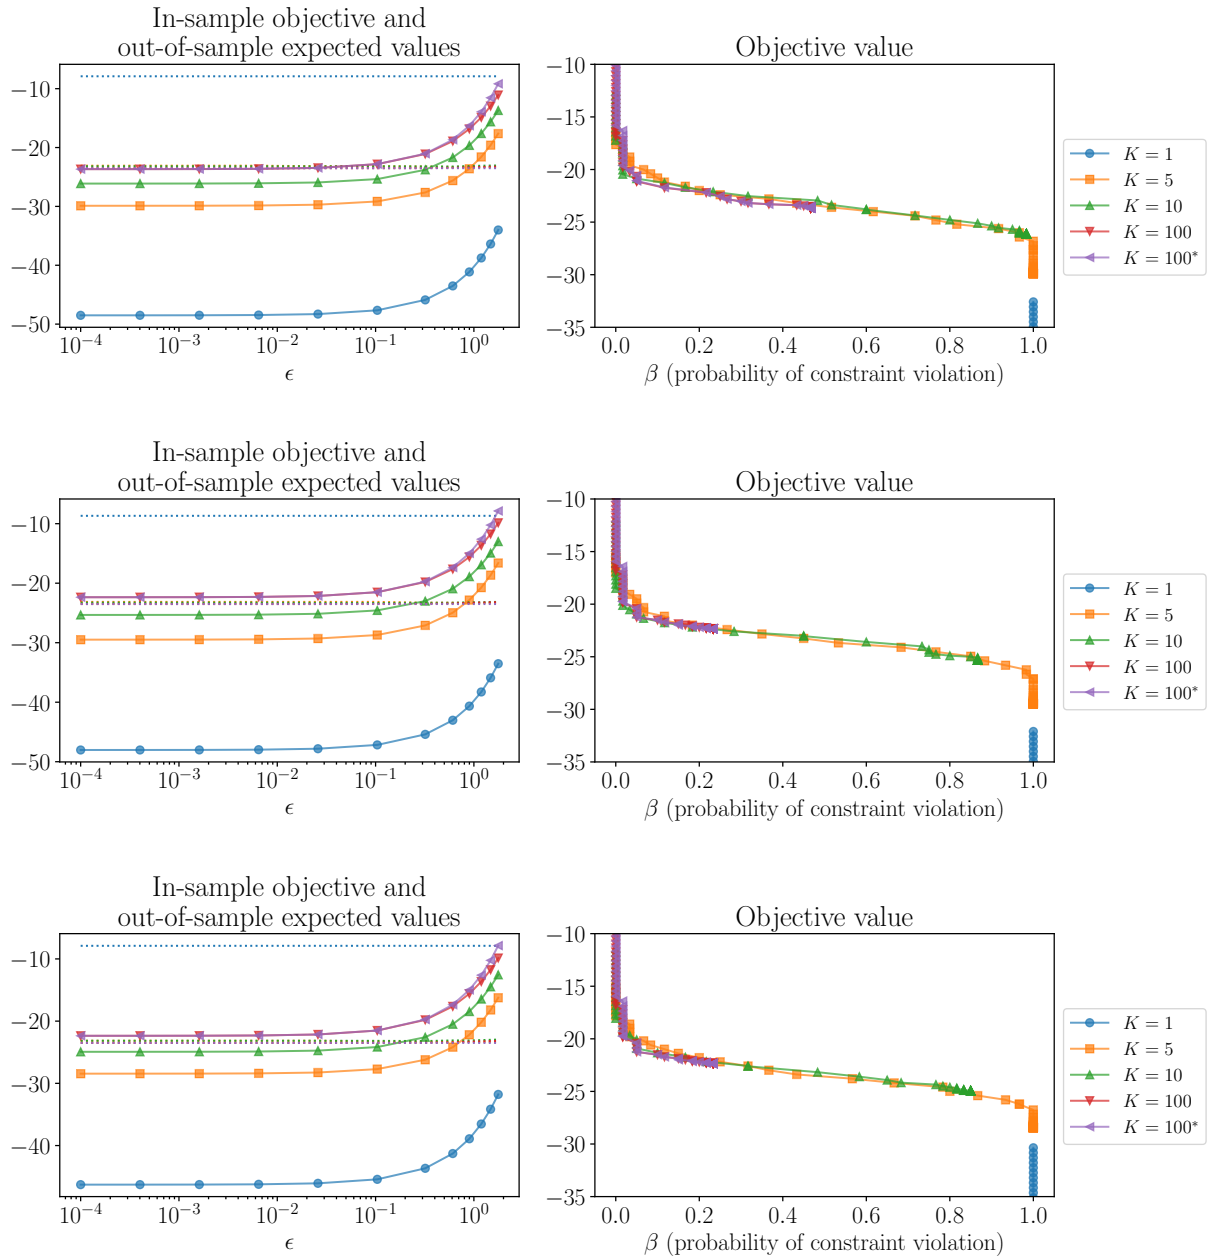 In-sample objective and
out-of-sample expected values
−10
−20
−30
−40
−50
10⁻⁴ 10⁻³ 10⁻² 10⁻¹ 10⁰
ϵ
Objective value
−10
−15
−20
−25
−30
−35
0.0 0.2 0.4 0.6 0.8 1.0
β (probability of constraint violation)
K = 1
K = 5
K = 10
K = 100
K = 100*
In-sample objective and
out-of-sample expected values
−10
−20
−30
−40
−50
10⁻⁴ 10⁻³ 10⁻² 10⁻¹ 10⁰
ϵ
Objective value
−10
−15
−20
−25
−30
−35
0.0 0.2 0.4 0.6 0.8 1.0
β (probability of constraint violation)
K = 1
K = 5
K = 10
K = 100
K = 100*
In-sample objective and
out-of-sample expected values
−10
−20
−30
−40
10⁻⁴ 10⁻³ 10⁻² 10⁻¹ 10⁰
ϵ
Objective value
−10
−15
−20
−25
−30
−35
0.0 0.2 0.4 0.6 0.8 1.0
β (probability of constraint violation)
K = 1
K = 5
K = 10
K = 100
K = 100*